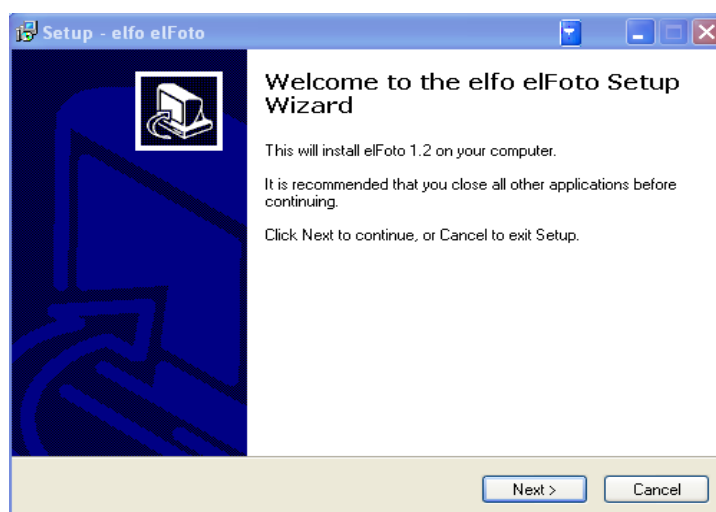 Setup - elfo elFoto
Welcome to the elfo elFoto Setup
Wizard
This will install elFoto 1.2 on your computer.
It is recommended that you close all other applications before
continuing.
Click Next to continue, or Cancel to exit Setup.
Next >
Cancel